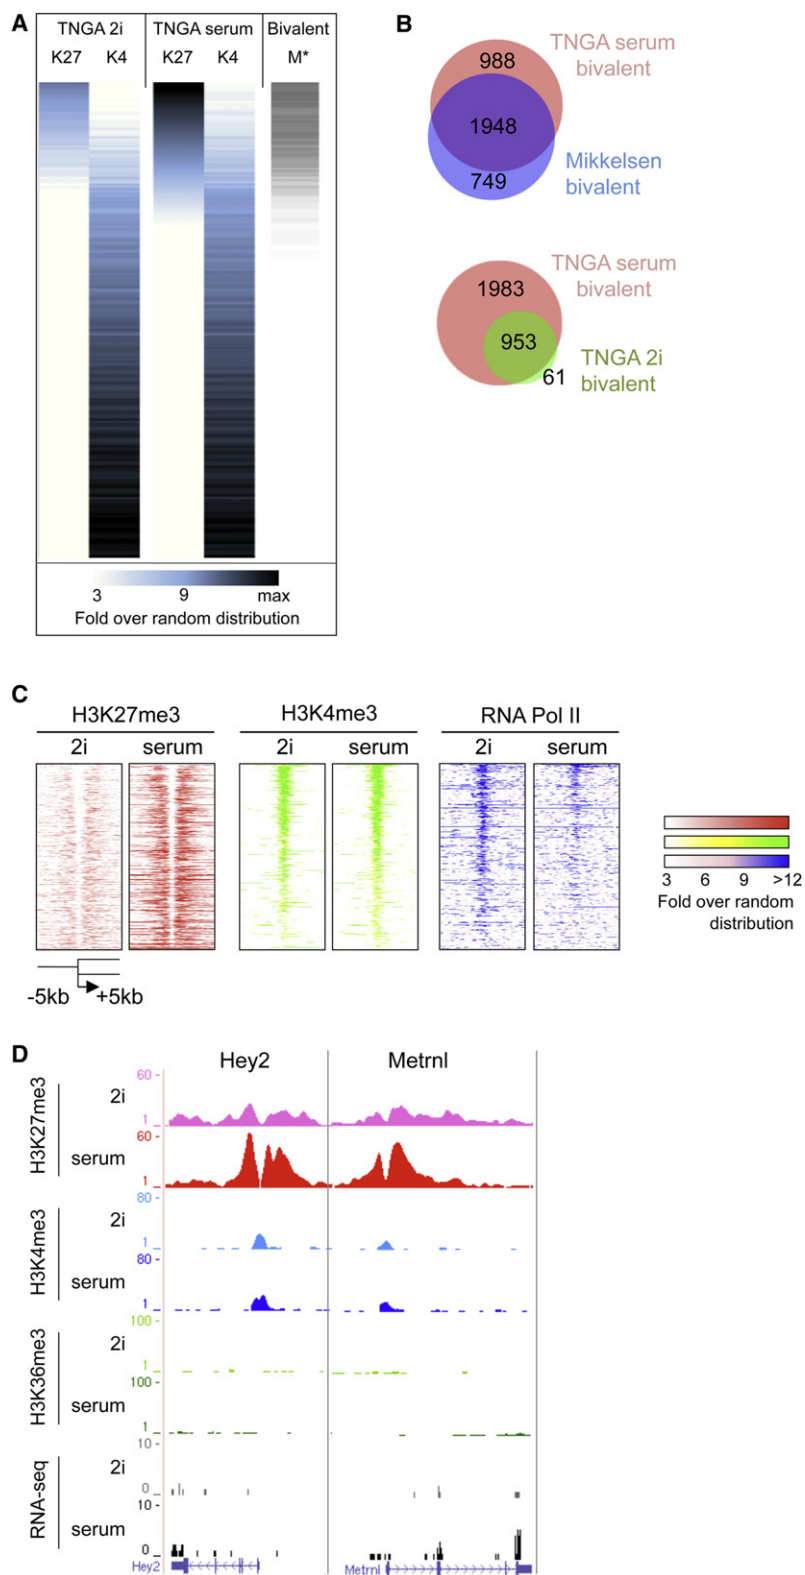 A
TNGA 2i
TNGA serum
Bivalent
K27
K4
K27
K4
M*
3
9
max
Fold over random distribution
B
988
TNGA serum
bivalent
1948
Mikkelsen
bivalent
749
TNGA serum
bivalent
1983
953
TNGA 2i
bivalent
61
C
H3K27me3
H3K4me3
RNA Pol II
2i
serum
2i
serum
2i
serum
3
6
9
>12
Fold over random
distribution
-5kb
+5kb
D
Hey2
Metrnl
H3K27me3
2i
60 -
1 _
serum
60 -
1 _
H3K4me3
2i
80 -
1 _
serum
80 -
1 _
H3K36me3
2i
100 -
1 _
serum
100 -
1 _
RNA-seq
2i
10 -
0 _
serum
10 -
0 _
Hey2
Metrnl